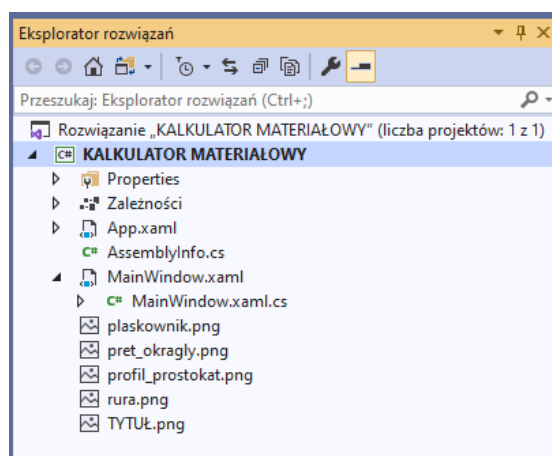 Eksplorator rozwiązań
Przeszukaj: Eksplorator rozwiązań (Ctrl+;)
Rozwiązanie „KALKULATOR MATERIAŁOWY" (liczba projektów: 1 z 1)
C# KALKULATOR MATERIAŁOWY
Properties
Zależności
App.xaml
C# AssemblyInfo.cs
MainWindow.xaml
C# MainWindow.xaml.cs
plaskownik.png
pret_okragly.png
profil_prostokat.png
rura.png
TYTUŁ.png